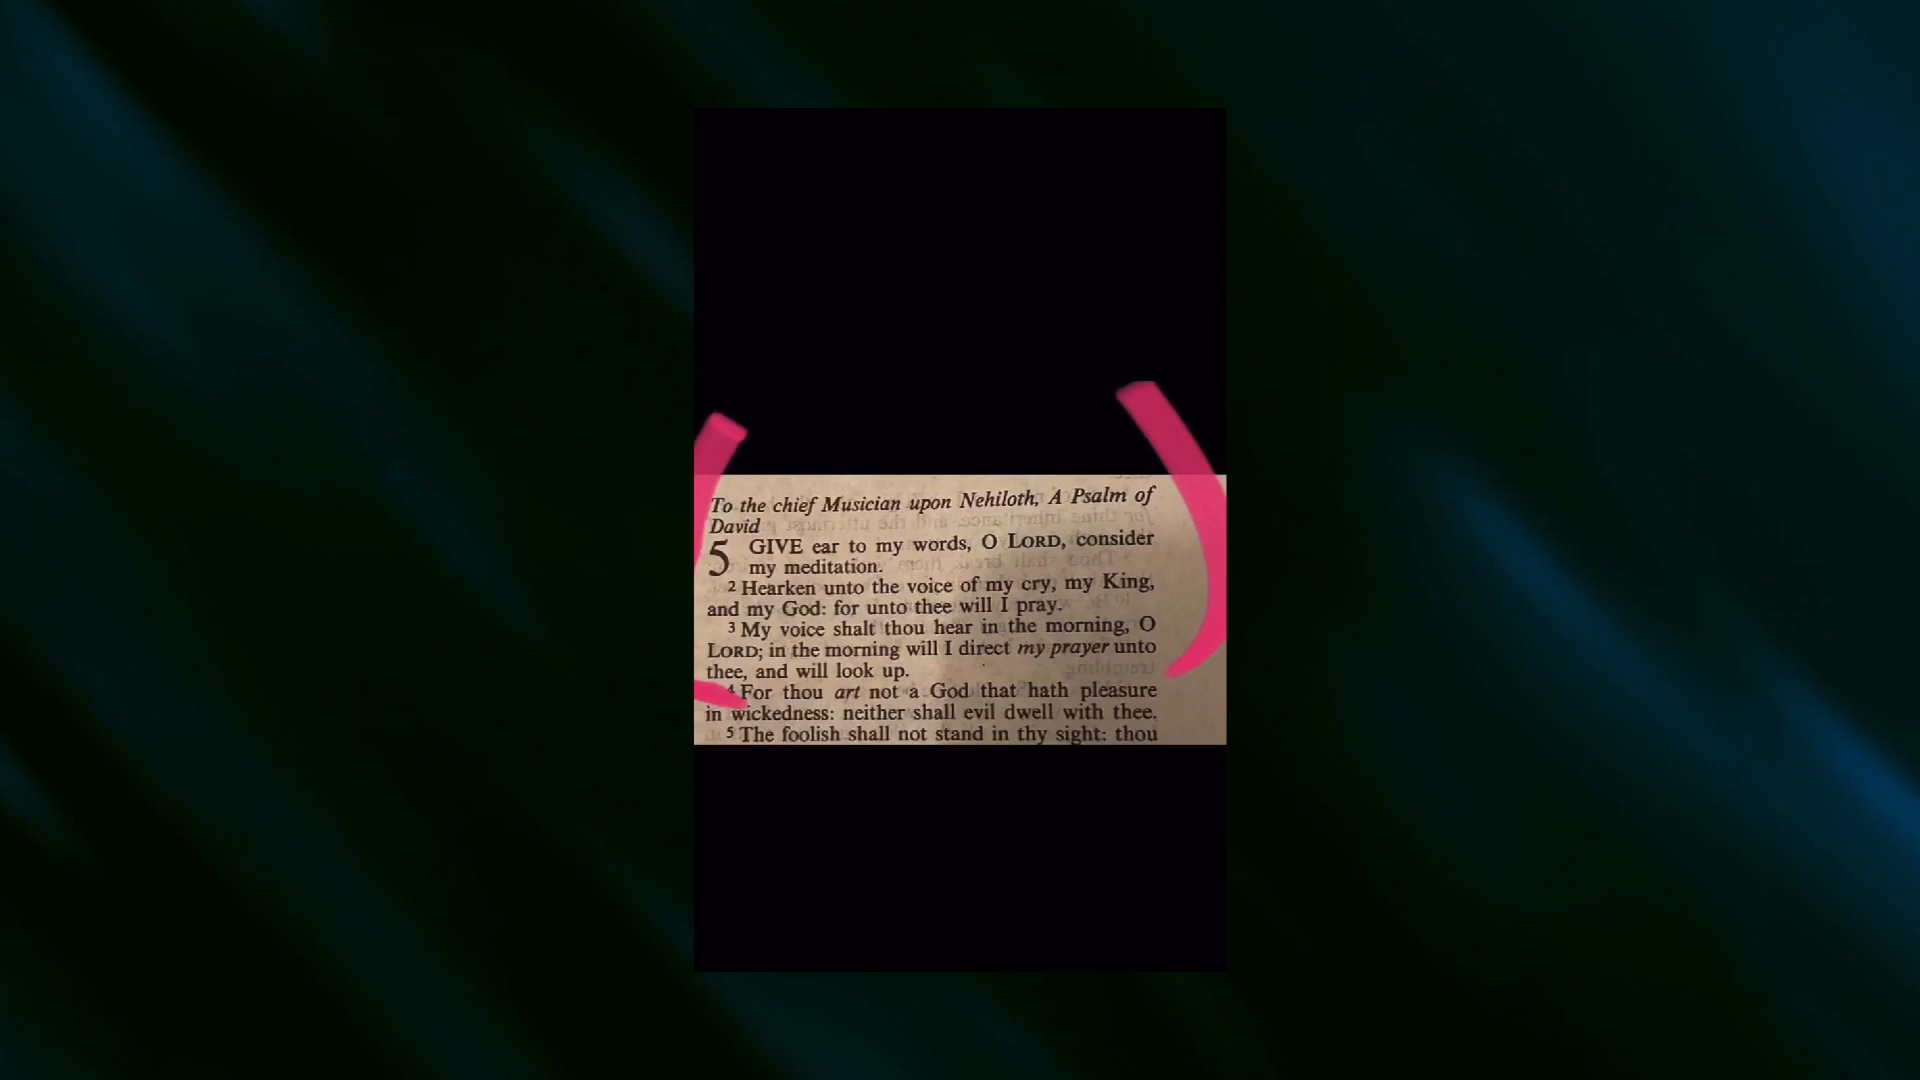 To the chief Musician upon Nehiloth, A Psalm of
David
5 GIVE ear to my words, O LORD, consider
my meditation.
2 Hearken unto the voice of my cry, my King,
and my God: for unto thee will I pray.
3 My voice shalt thou hear in the morning, O
LORD; in the morning will I direct my prayer unto
thee, and will look up.
4 For thou art not a God that hath pleasure
in wickedness: neither shall evil dwell with thee.
5 The foolish shall not stand in thy sight: thou